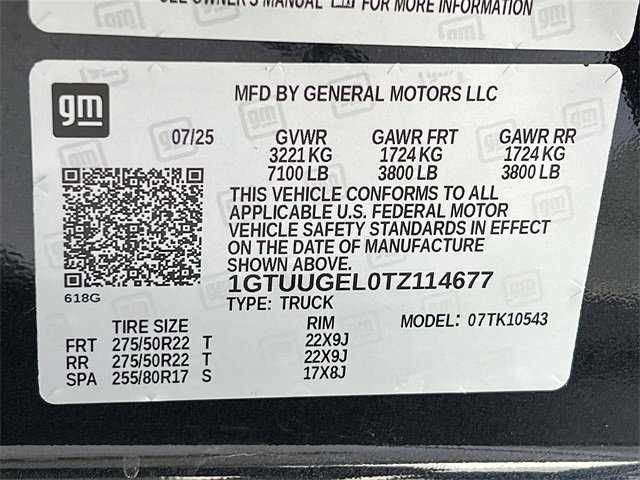 SEE OWNER'S MANUAL FOR MORE INFORMATION
gm
MFD BY GENERAL MOTORS LLC
07/25 GVWR GAWR FRT GAWR RR
3221 KG 1724 KG 1724 KG
7100 LB 3800 LB 3800 LB
THIS VEHICLE CONFORMS TO ALL
APPLICABLE U.S. FEDERAL MOTOR
VEHICLE SAFETY STANDARDS IN EFFECT
ON THE DATE OF MANUFACTURE
SHOWN ABOVE.
1GTUUGEL0TZ114677
618G
TYPE: TRUCK
TIRE SIZE RIM MODEL: 07TK10543
FRT 275/50R22 T 22X9J
RR 275/50R22 T 22X9J
SPA 255/80R17 S 17X8J